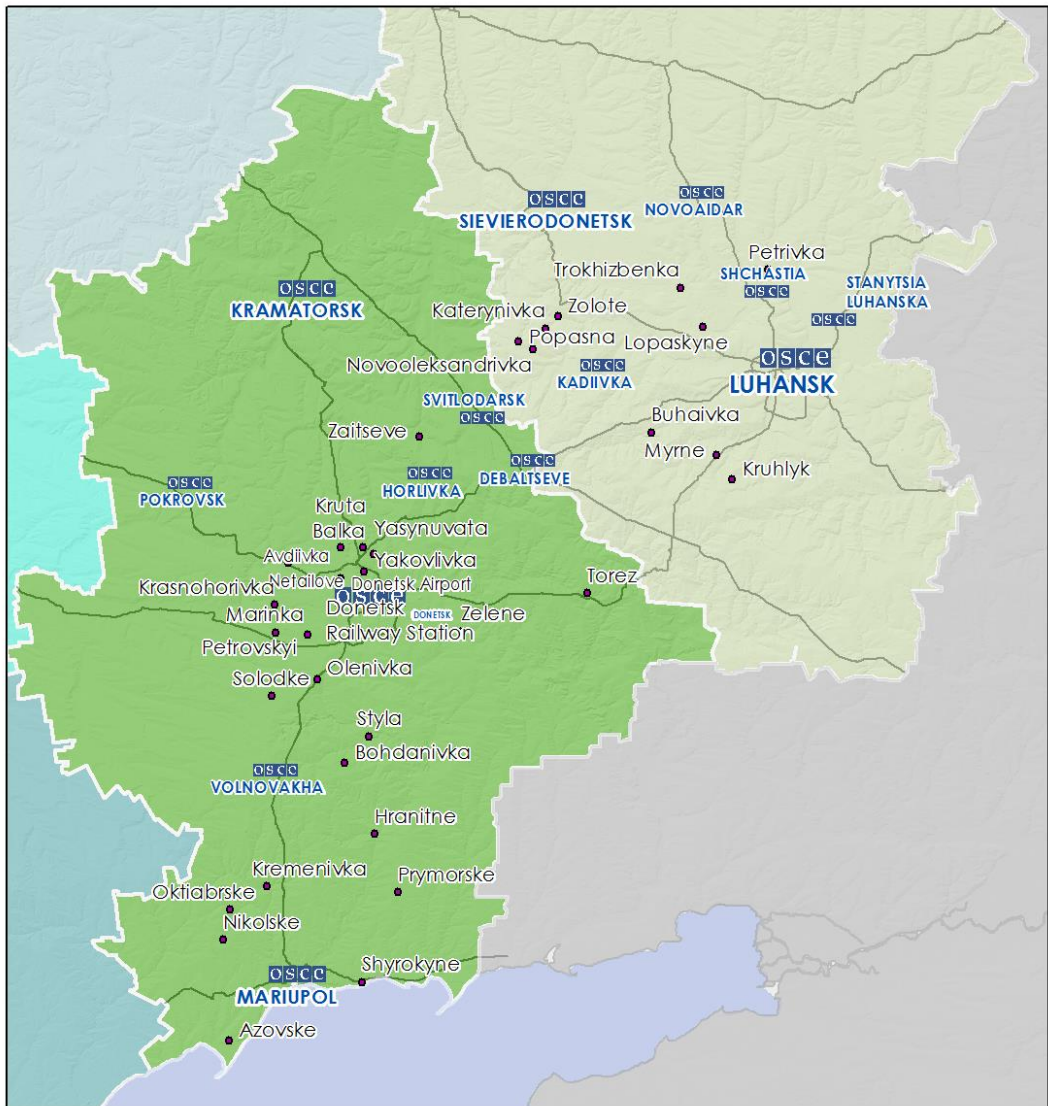 osce
SIEVIERODONETSK
osce
NOVOAIDAR
Petrivka
Trokhizbenka
SHCHASTIA
osce
STANYTSIA
LUHANSKA
osce
osce
KRAMATORSK
Katerynivka
Zolote
Popasna
Lopaskyne
Novooleksandrivka
osce
KADIIVKA
osce
LUHANSK
SVITLODARSK
osce
Buhaivka
Zaitseve
Myrne
Kruhlyk
osce
DEBALTSEVE
osce
HORLIVKA
osce
POKROVSK
Kruta
Balka
Yasynuvata
Avdiivka
Yakovlivka
Netailove
Donetsk Airport
Krasnohorivka
osce
Torez
Marinka
Donetsk
Railway Station
DONETSK
Zelene
Petrovskyi
Olenivka
Solodke
Styla
Bohdanivka
osce
VOLNOVAKHA
Hranitne
Kremenivka
Prymorske
Oktiabrske
Nikolske
Shyrokyne
osce
MARIUPOL
Azovske